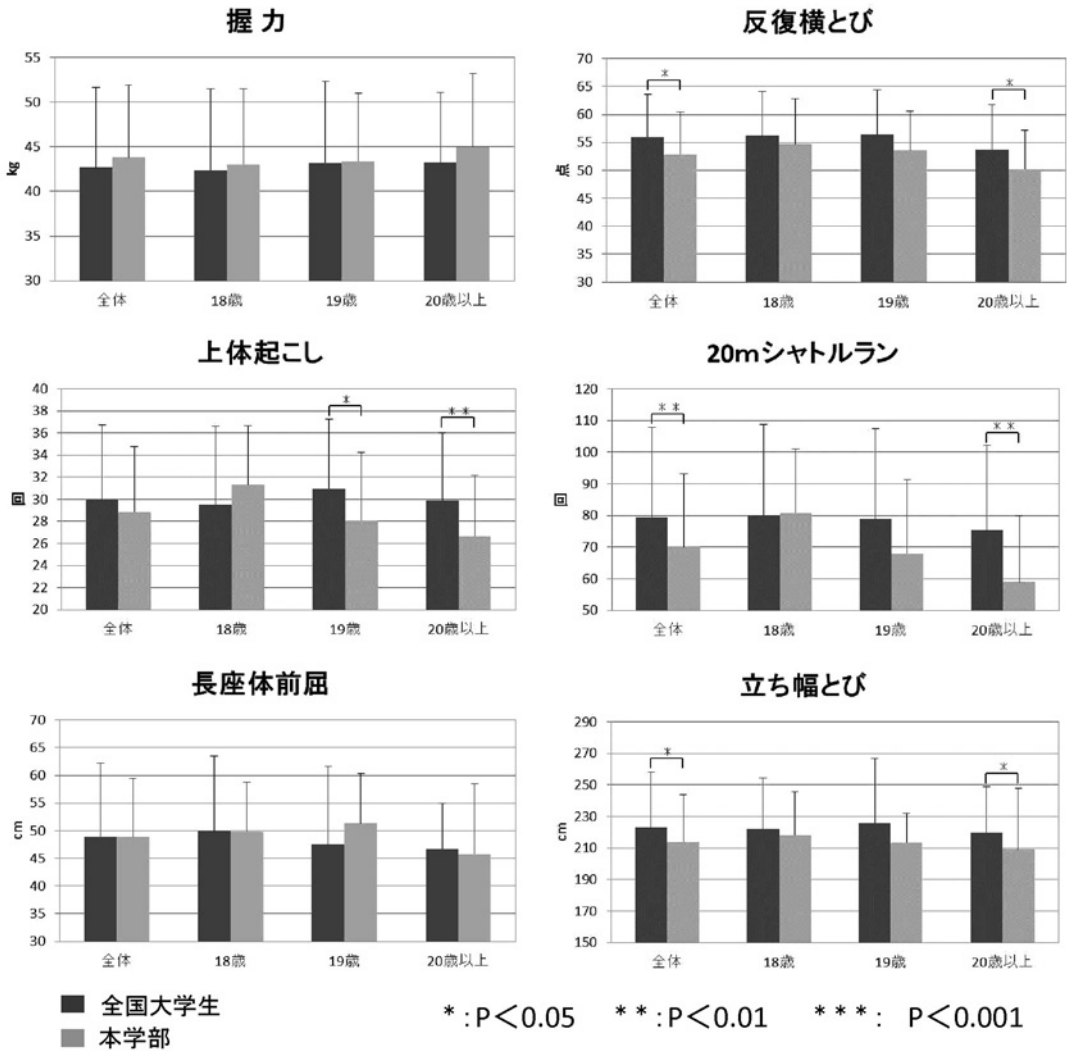 握 力
55
50
45
40
35
30
kg
全体 18歳 19歳 20歳以上
反復横とび
70
65
60
55
50
45
40
35
30
点
* *
全体 18歳 19歳 20歳以上
上体起こし
40
38
36
34
32
30
28
26
24
22
20
回
* **
全体 18歳 19歳 20歳以上
20mシャトルラン
120
110
100
90
80
70
60
50
回
** **
全体 18歳 19歳 20歳以上
長座体前屈
70
65
60
55
50
45
40
35
30
cm
全体 18歳 19歳 20歳以上
立ち幅とび
290
270
250
230
210
190
170
150
cm
* *
全体 18歳 19歳 20歳以上
全国大学生
本学部
*:P<0.05 **:P<0.01 ***: P<0.001